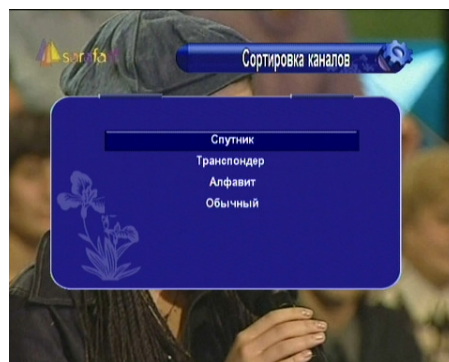 Сортировка каналов
Спутник
Транспондер
Алфавит
Обычный